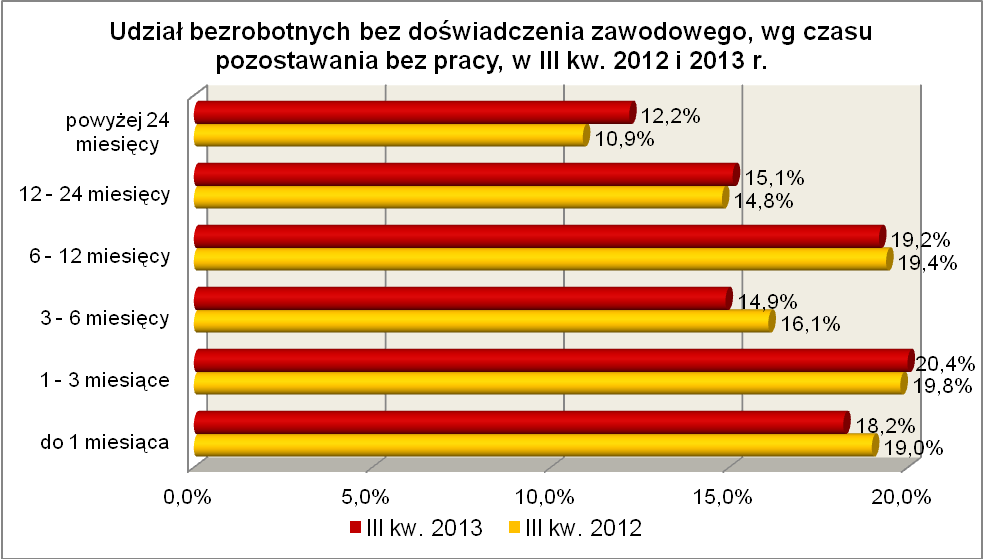 Udział bezrobotnych bez doświadczenia zawodowego, wg czasu
pozostawania bez pracy, w III kw. 2012 i 2013 r.
powyżej 24
miesięcy
12,2%
10,9%
12 - 24 miesięcy
15,1%
14,8%
6 - 12 miesięcy
19,2%
19,4%
3 - 6 miesięcy
14,9%
16,1%
1 - 3 miesiące
20,4%
19,8%
do 1 miesiąca
18,2%
19,0%
0,0% 5,0% 10,0% 15,0% 20,0%
III kw. 2013 III kw. 2012